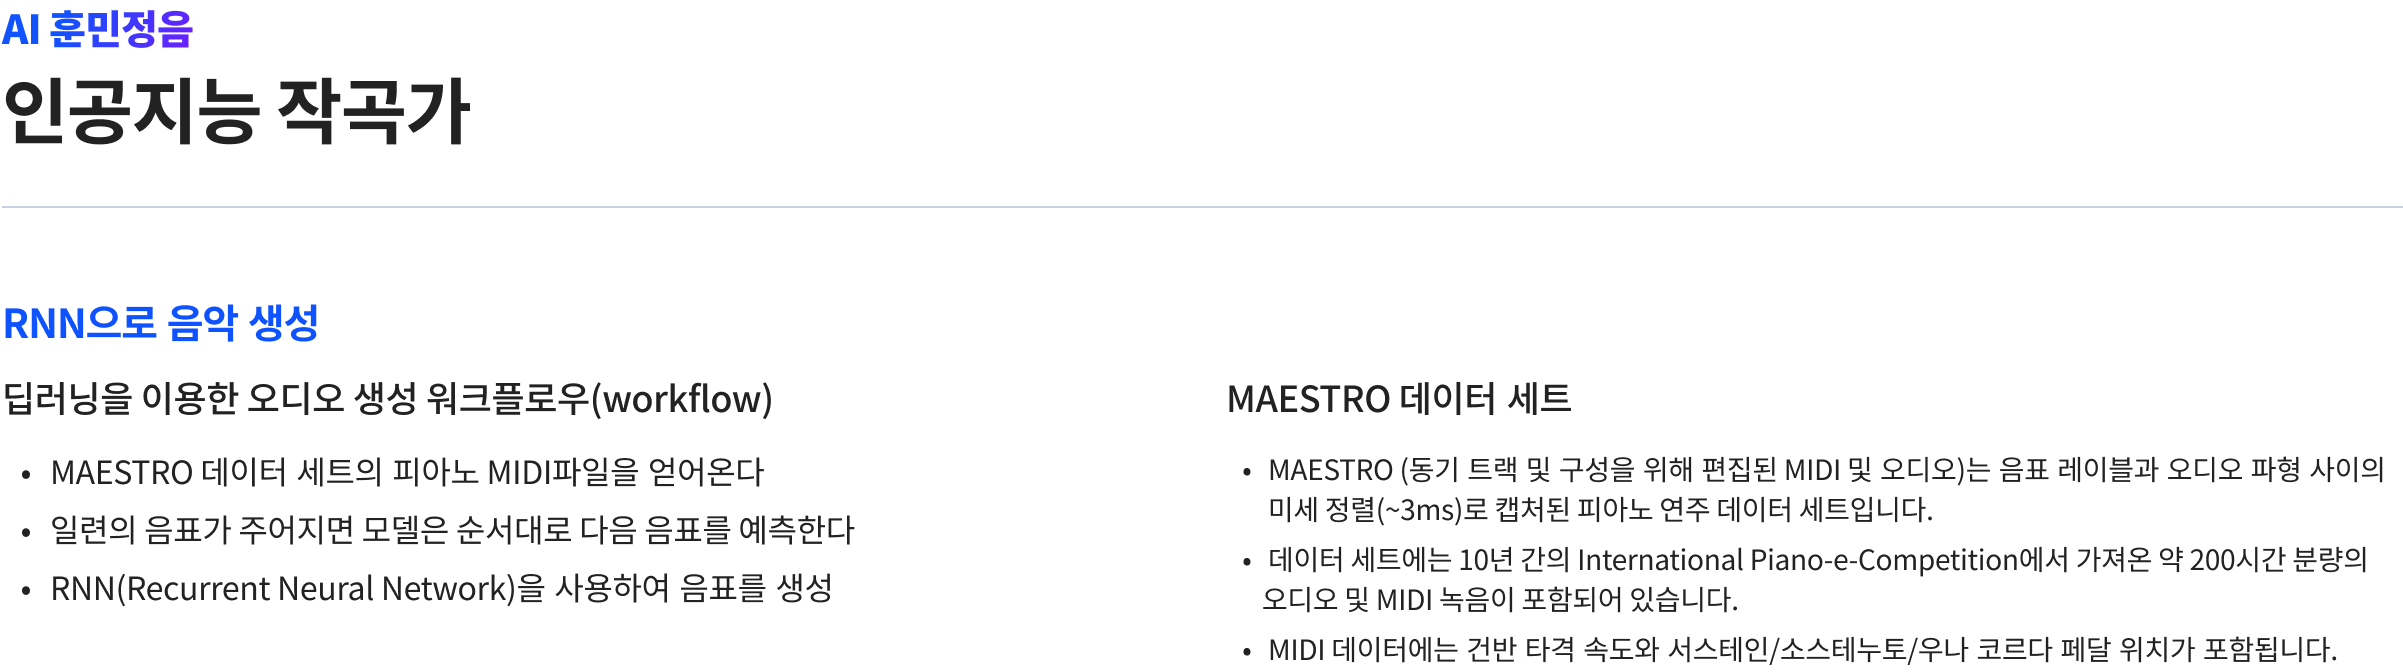 AI 훈민정음
인공지능 작곡가
RNN으로 음악 생성
딥러닝을 이용한 오디오 생성 워크플로우(workflow)
• MAESTRO 데이터 세트의 피아노 MIDI파일을 얻어온다
• 일련의 음표가 주어지면 모델은 순서대로 다음 음표를 예측한다
• RNN(Recurrent Neural Network)을 사용하여 음표를 생성
MAESTRO 데이터 세트
• MAESTRO (동기 트랙 및 구성을 위해 편집된 MIDI 및 오디오)는 음표 레이블과 오디오 파형 사이의
미세 정렬(~3ms)로 캡처된 피아노 연주 데이터 세트입니다.
• 데이터 세트에는 10년 간의 International Piano-e-Competition에서 가져온 약 200시간 분량의
오디오 및 MIDI 녹음이 포함되어 있습니다.
• MIDI 데이터에는 건반 타격 속도와 서스테인/소스테누토/우나 코르다 페달 위치가 포함됩니다.